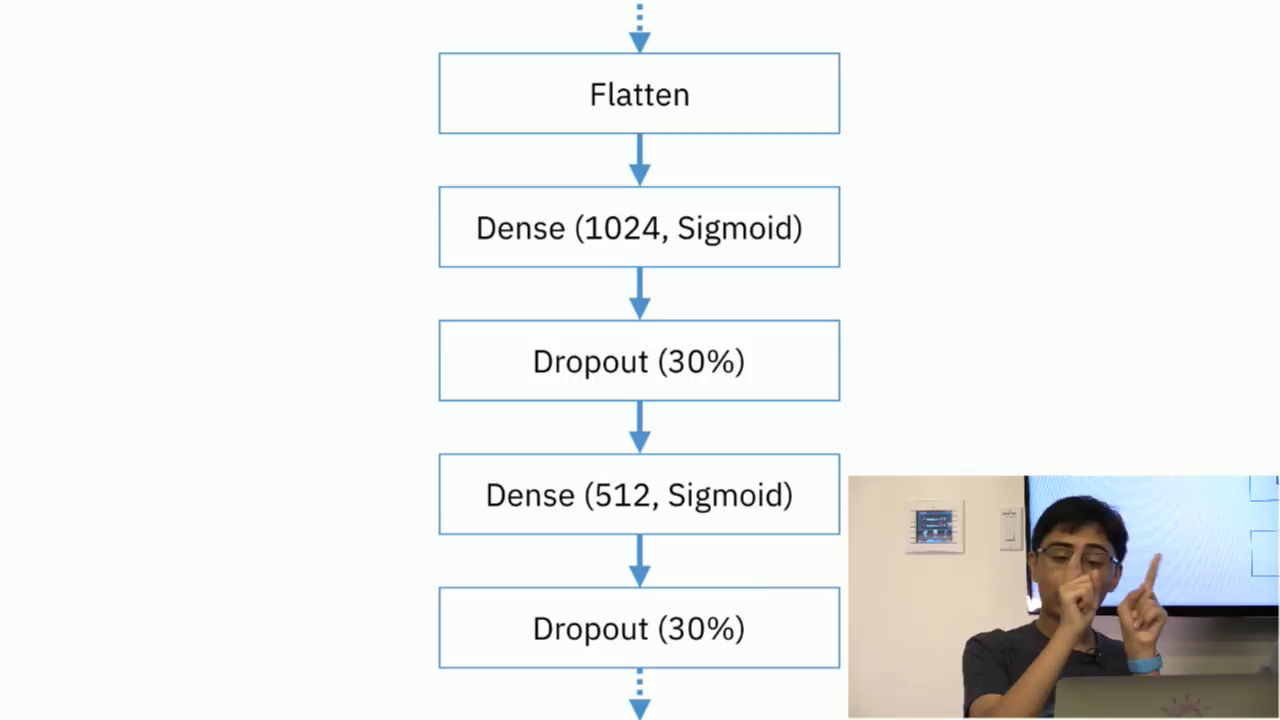 Flatten
Dense (1024, Sigmoid)
Dropout (30%)
Dense (512, Sigmoid)
Dropout (30%)